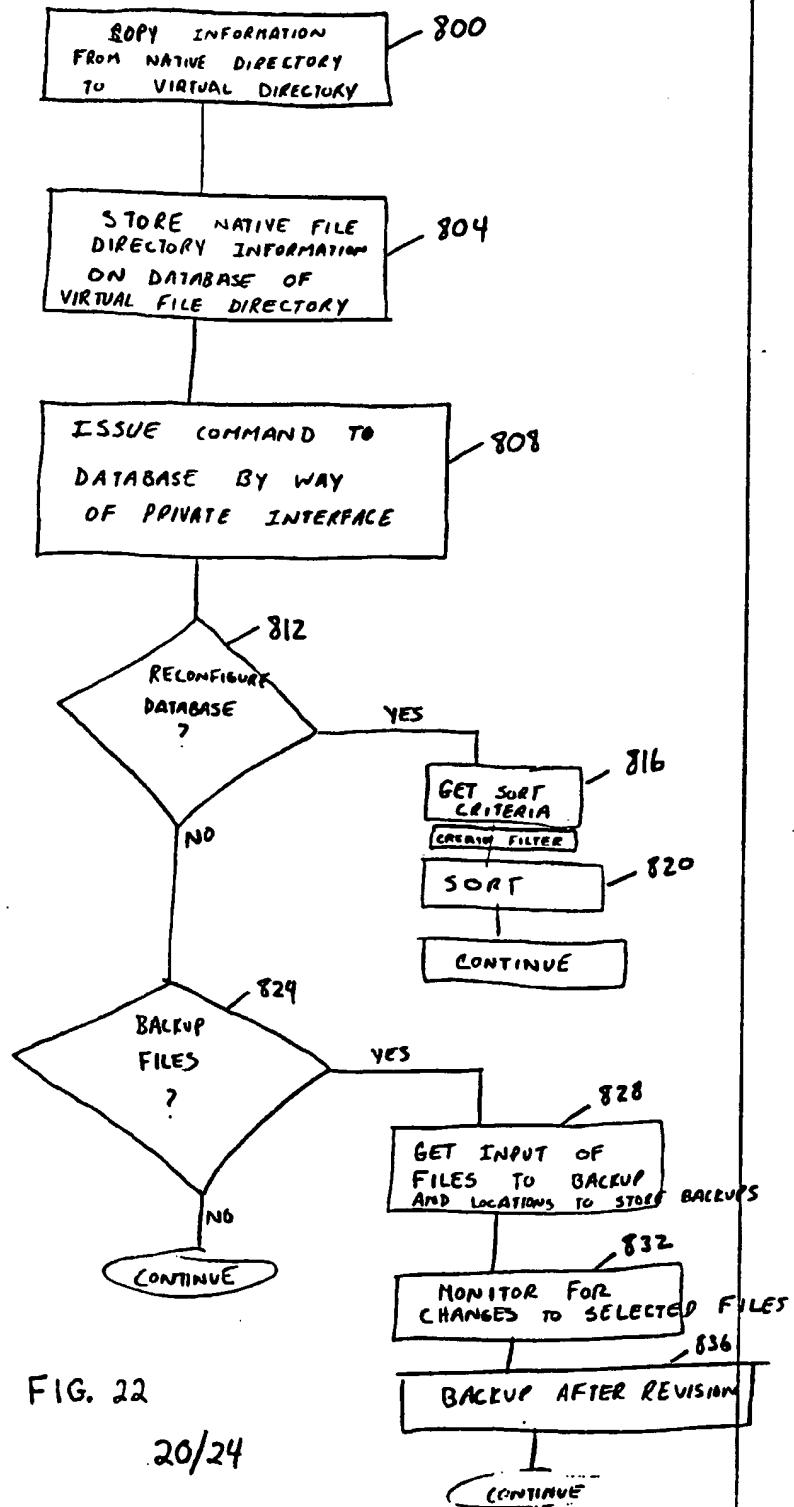 COPY INFORMATION
FROM NATIVE DIRECTORY
TO VIRTUAL DIRECTORY
800
STORE NATIVE FILE
DIRECTORY INFORMATION
ON DATABASE OF
VIRTUAL FILE DIRECTORY
804
ISSUE COMMAND TO
DATABASE BY WAY
OF PRIVATE INTERFACE
808
812
RECONFIGURE
DATABASE
?
YES
NO
816
GET SORT
CRITERIA
CREATE FILTER
SORT
820
CONTINUE
824
BACKUP
FILES
?
YES
NO
CONTINUE
828
GET INPUT OF
FILES TO BACKUP
AND LOCATIONS TO STORE BACKUPS
832
MONITOR FOR
CHANGES TO SELECTED FILES
836
BACKUP AFTER REVISION
CONTINUE
FIG. 22
20/24